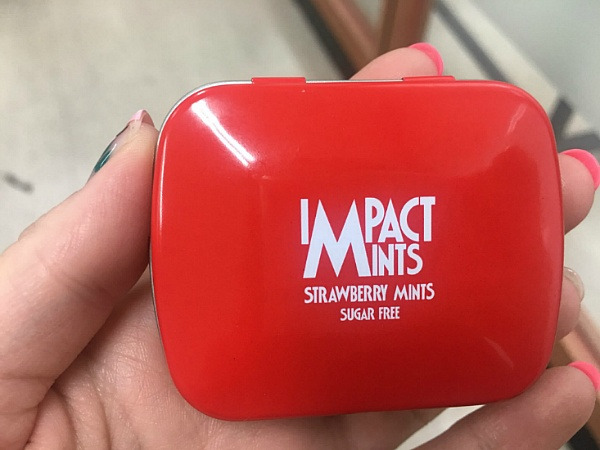 IMPACT
MINTS
STRAWBERRY MINTS
SUGAR FREE